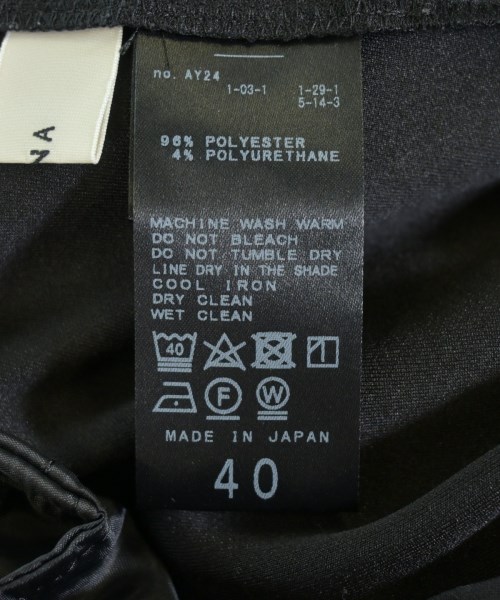 NA
no. AY24
1-03-1 1-29-1
5-14-3
96% POLYESTER
4% POLYURETHANE
MACHINE WASH WARM
DO NOT BLEACH
DO NOT TUMBLE DRY
LINE DRY IN THE SHADE
COOL IRON
DRY CLEAN
WET CLEAN
40
F W
MADE IN JAPAN
40